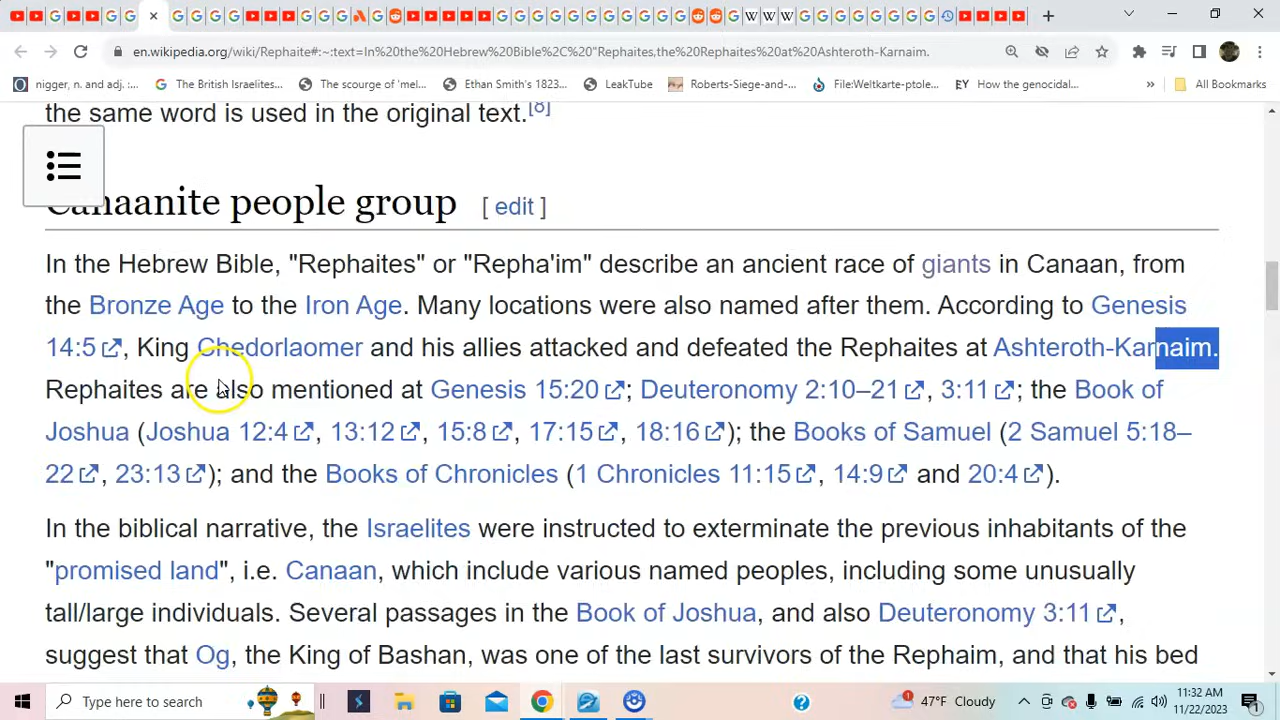 en.wikipedia.org/wiki/Rephaite#:~:text=In%20the%20Hebrew%20Bible%2C%20"Rephaites,the%20Rephaites%20at%20Ashteroth-Karnaim.
nigger, n. and adj. :... The British Israelites... The scourge of 'mel... Ethan Smith's 1823... LeakTube Roberts-Siege-and-... File:Weltkarte-ptole... EY How the genocidal... » All Bookmarks
the same word is used in the original text.[8]
Canaanite people group [ edit ]
In the Hebrew Bible, "Rephaites" or "Repha'im" describe an ancient race of giants in Canaan, from
the Bronze Age to the Iron Age. Many locations were also named after them. According to Genesis
14:5, King Chedorlaomer and his allies attacked and defeated the Rephaites at Ashteroth-Karnaim.
Rephaites are also mentioned at Genesis 15:20; Deuteronomy 2:10–21, 3:11; the Book of
Joshua (Joshua 12:4, 13:12, 15:8, 17:15, 18:16); the Books of Samuel (2 Samuel 5:18–
22, 23:13); and the Books of Chronicles (1 Chronicles 11:15, 14:9 and 20:4).
In the biblical narrative, the Israelites were instructed to exterminate the previous inhabitants of the
"promised land", i.e. Canaan, which include various named peoples, including some unusually
tall/large individuals. Several passages in the Book of Joshua, and also Deuteronomy 3:11,
suggest that Og, the King of Bashan, was one of the last survivors of the Rephaim, and that his bed
Type here to search
47°F Cloudy
11:32 AM
11/22/2023